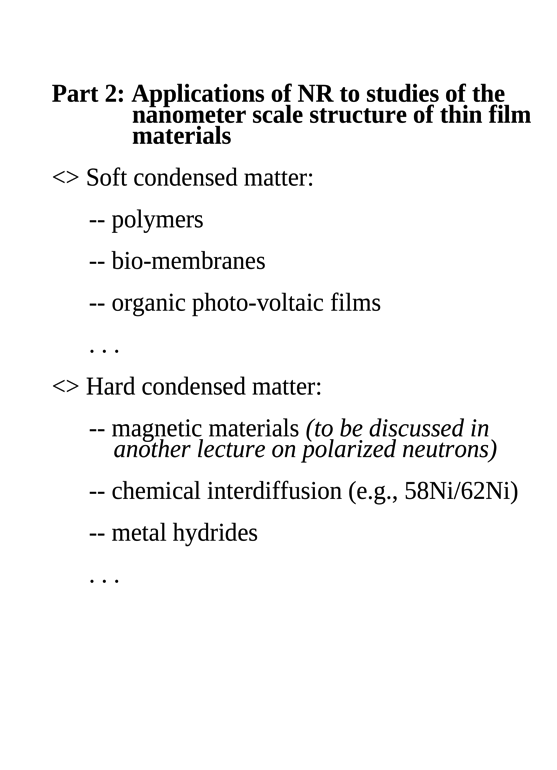 Part 2: Applications of NR to studies of the
nanometer scale structure of thin film
materials
<> Soft condensed matter:
-- polymers
-- bio-membranes
-- organic photo-voltaic films
. . .
<> Hard condensed matter:
-- magnetic materials (to be discussed in
another lecture on polarized neutrons)
-- chemical interdiffusion (e.g., 58Ni/62Ni)
-- metal hydrides
. . .